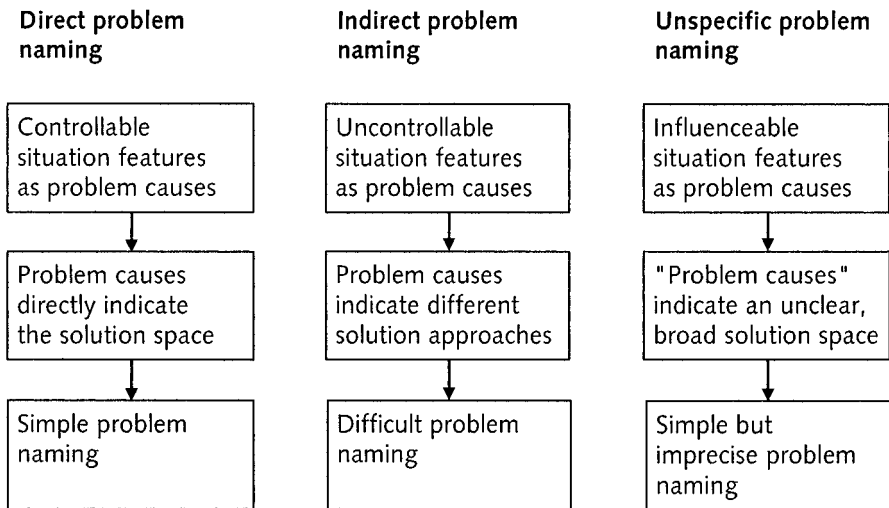 Direct problem
naming
Indirect problem
naming
Unspecific problem
naming
Controllable
situation features
as problem causes
Uncontrollable
situation features
as problem causes
Influenceable
situation features
as problem causes
Problem causes
directly indicate
the solution space
Problem causes
indicate different
solution approaches
"Problem causes"
indicate an unclear,
broad solution space
Simple problem
naming
Difficult problem
naming
Simple but
imprecise problem
naming